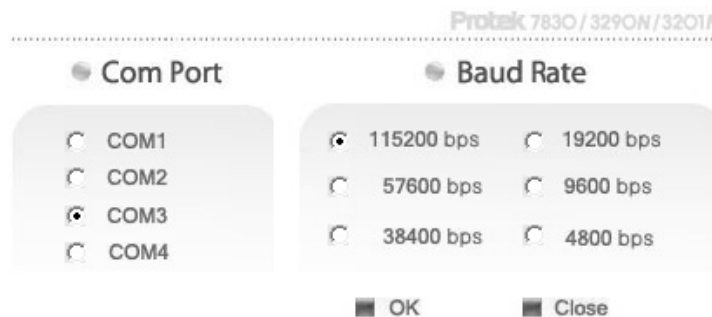 Protek 7830 / 3290N / 3201N
Com Port
COM1
COM2
COM3
COM4
Baud Rate
115200 bps
19200 bps
57600 bps
9600 bps
38400 bps
4800 bps
OK
Close